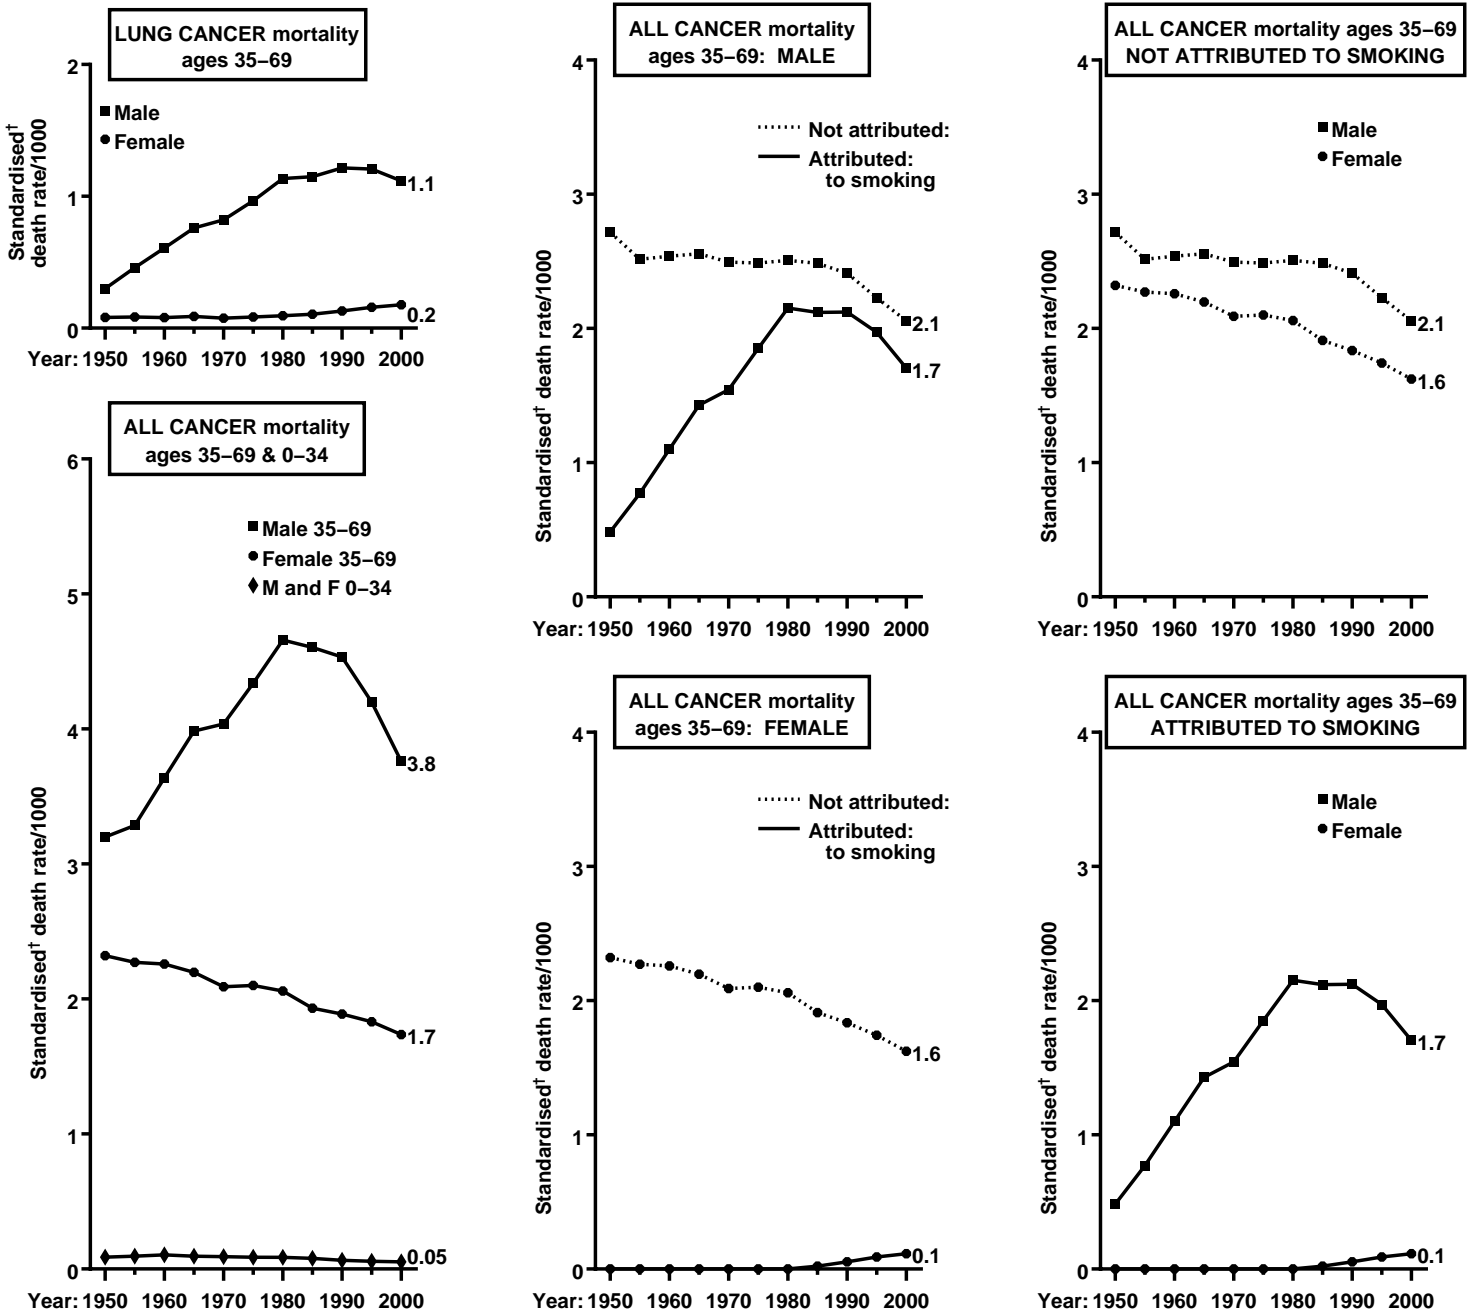 LUNG CANCER mortality
ages 35–69
2
1
0
Standardised†
death rate/1000
Male
Female
1.1
0.2
Year: 1950 1960 1970 1980 1990 2000
ALL CANCER mortality
ages 35–69 & 0–34
6
5
4
3
2
1
0
Standardised† death rate/1000
Male 35–69
Female 35–69
M and F 0–34
3.8
1.7
0.05
Year: 1950 1960 1970 1980 1990 2000
ALL CANCER mortality
ages 35–69: MALE
4
3
2
1
0
Standardised† death rate/1000
Not attributed:
Attributed:
to smoking
2.1
1.7
Year: 1950 1960 1970 1980 1990 2000
ALL CANCER mortality
ages 35–69: FEMALE
4
3
2
1
0
Standardised† death rate/1000
Not attributed:
Attributed:
to smoking
1.6
0.1
Year: 1950 1960 1970 1980 1990 2000
ALL CANCER mortality ages 35–69
NOT ATTRIBUTED TO SMOKING
4
3
2
1
0
Standardised† death rate/1000
Male
Female
2.1
1.6
Year: 1950 1960 1970 1980 1990 2000
ALL CANCER mortality ages 35–69
ATTRIBUTED TO SMOKING
4
3
2
1
0
Standardised† death rate/1000
Male
Female
1.7
0.1
Year: 1950 1960 1970 1980 1990 2000